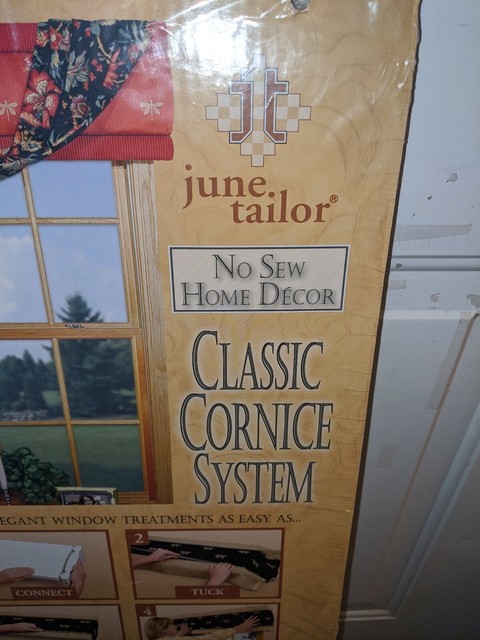 jt
june
tailor®
No Sew
Home Décor
Classic
Cornice
System
EGANT WINDOW TREATMENTS AS EASY AS...
CONNECT
2
TUCK
4